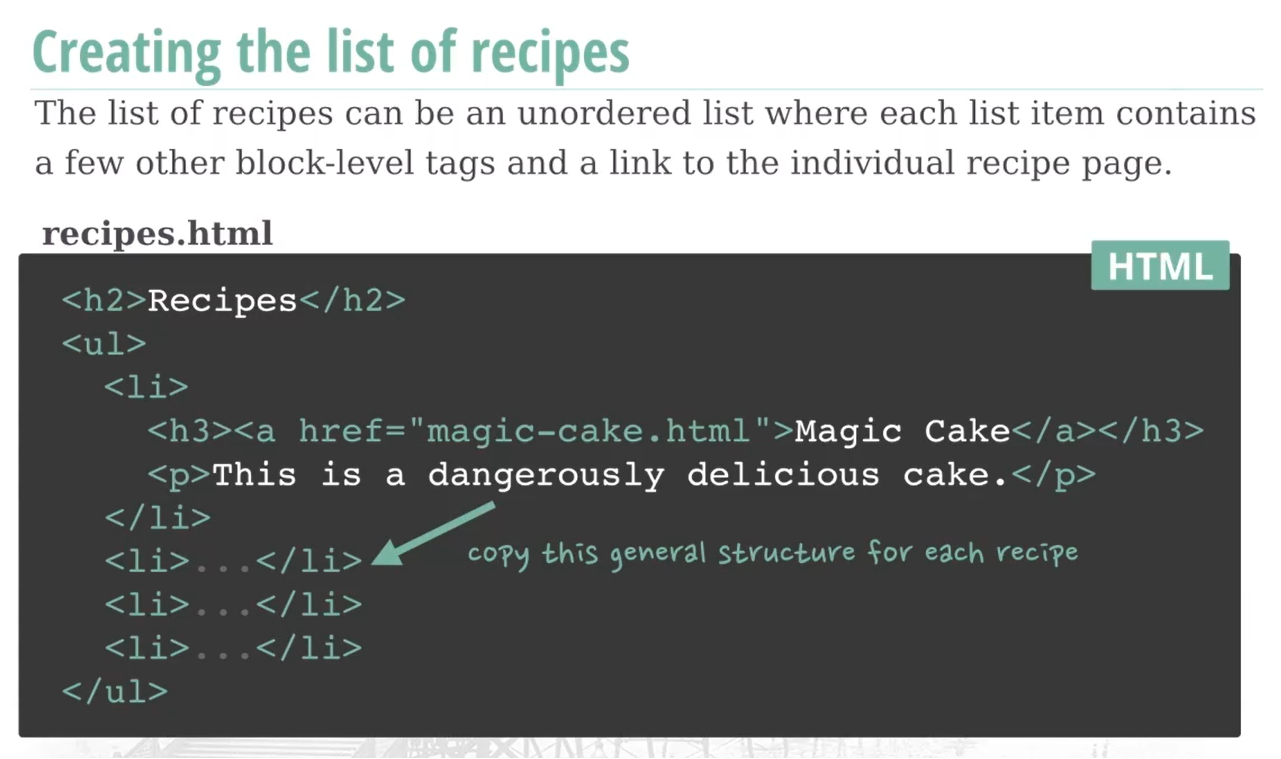 Creating the list of recipes
The list of recipes can be an unordered list where each list item contains
a few other block-level tags and a link to the individual recipe page.
recipes.html
HTML
<h2>Recipes</h2>
<ul>
<li>
<h3><a href="magic-cake.html">Magic Cake</a></h3>
<p>This is a dangerously delicious cake.</p>
</li>
<li>...</li>
copy this general structure for each recipe
<li>...</li>
<li>...</li>
</ul>